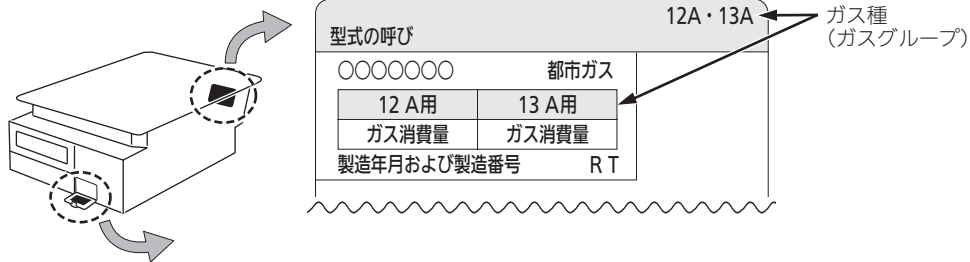 12A・13A
ガス種
(ガスグループ)
型式の呼び
○○○○○○○ 都市ガス
12 A用 13 A用
ガス消費量 ガス消費量
製造年月および製造番号 R T